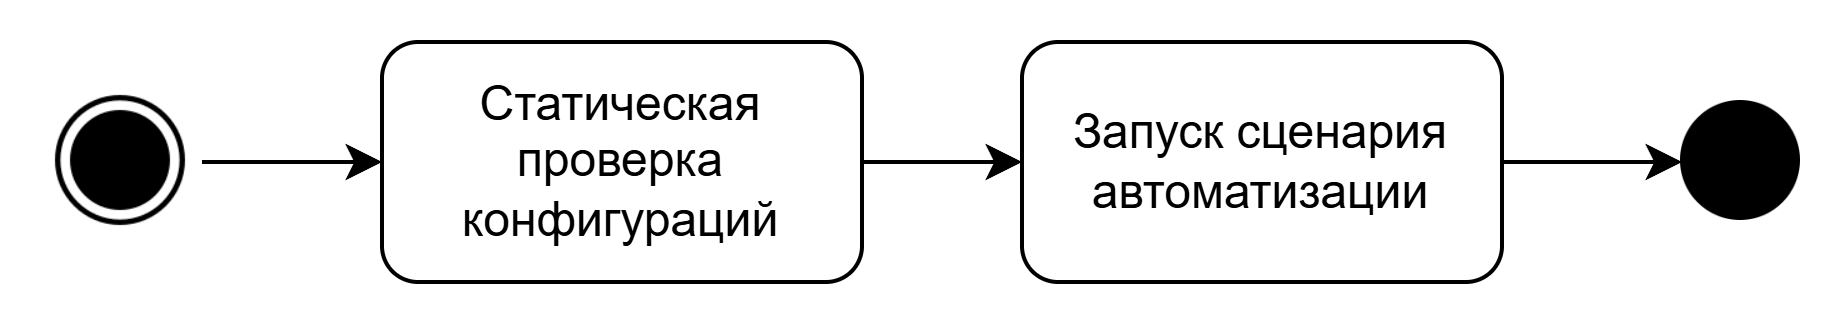 Статическая
проверка
конфигураций
Запуск сценария
автоматизации